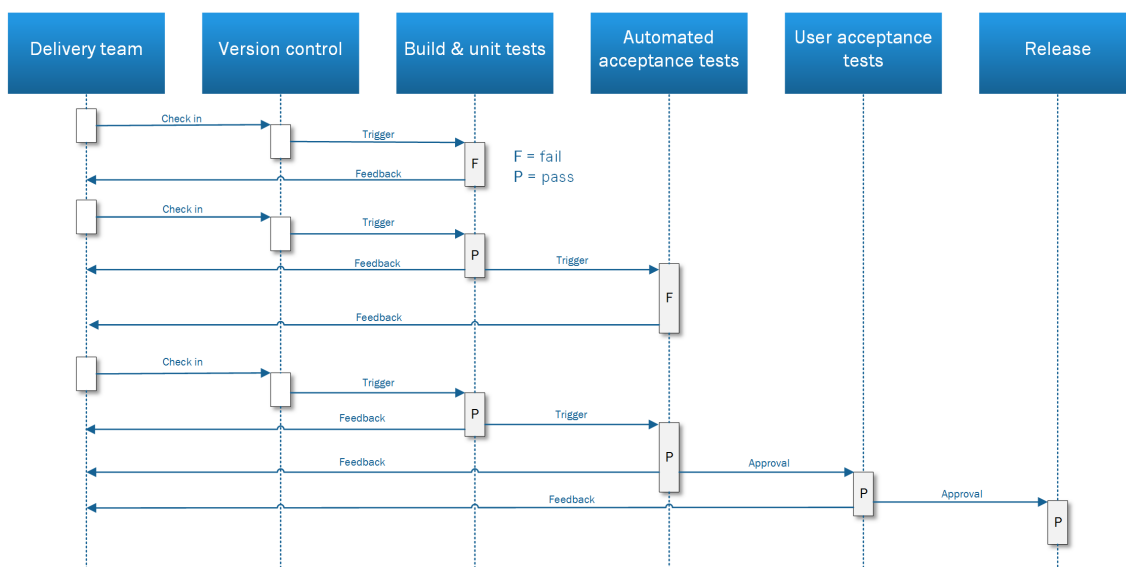 Delivery team
Version control
Build & unit tests
Automated
acceptance tests
User acceptance
tests
Release
Check in
Trigger
F
F = fail
P = pass
Feedback
Check in
Trigger
P
Feedback
Trigger
F
Feedback
Check in
Trigger
P
Feedback
Trigger
P
Feedback
Approval
P
Feedback
Approval
P